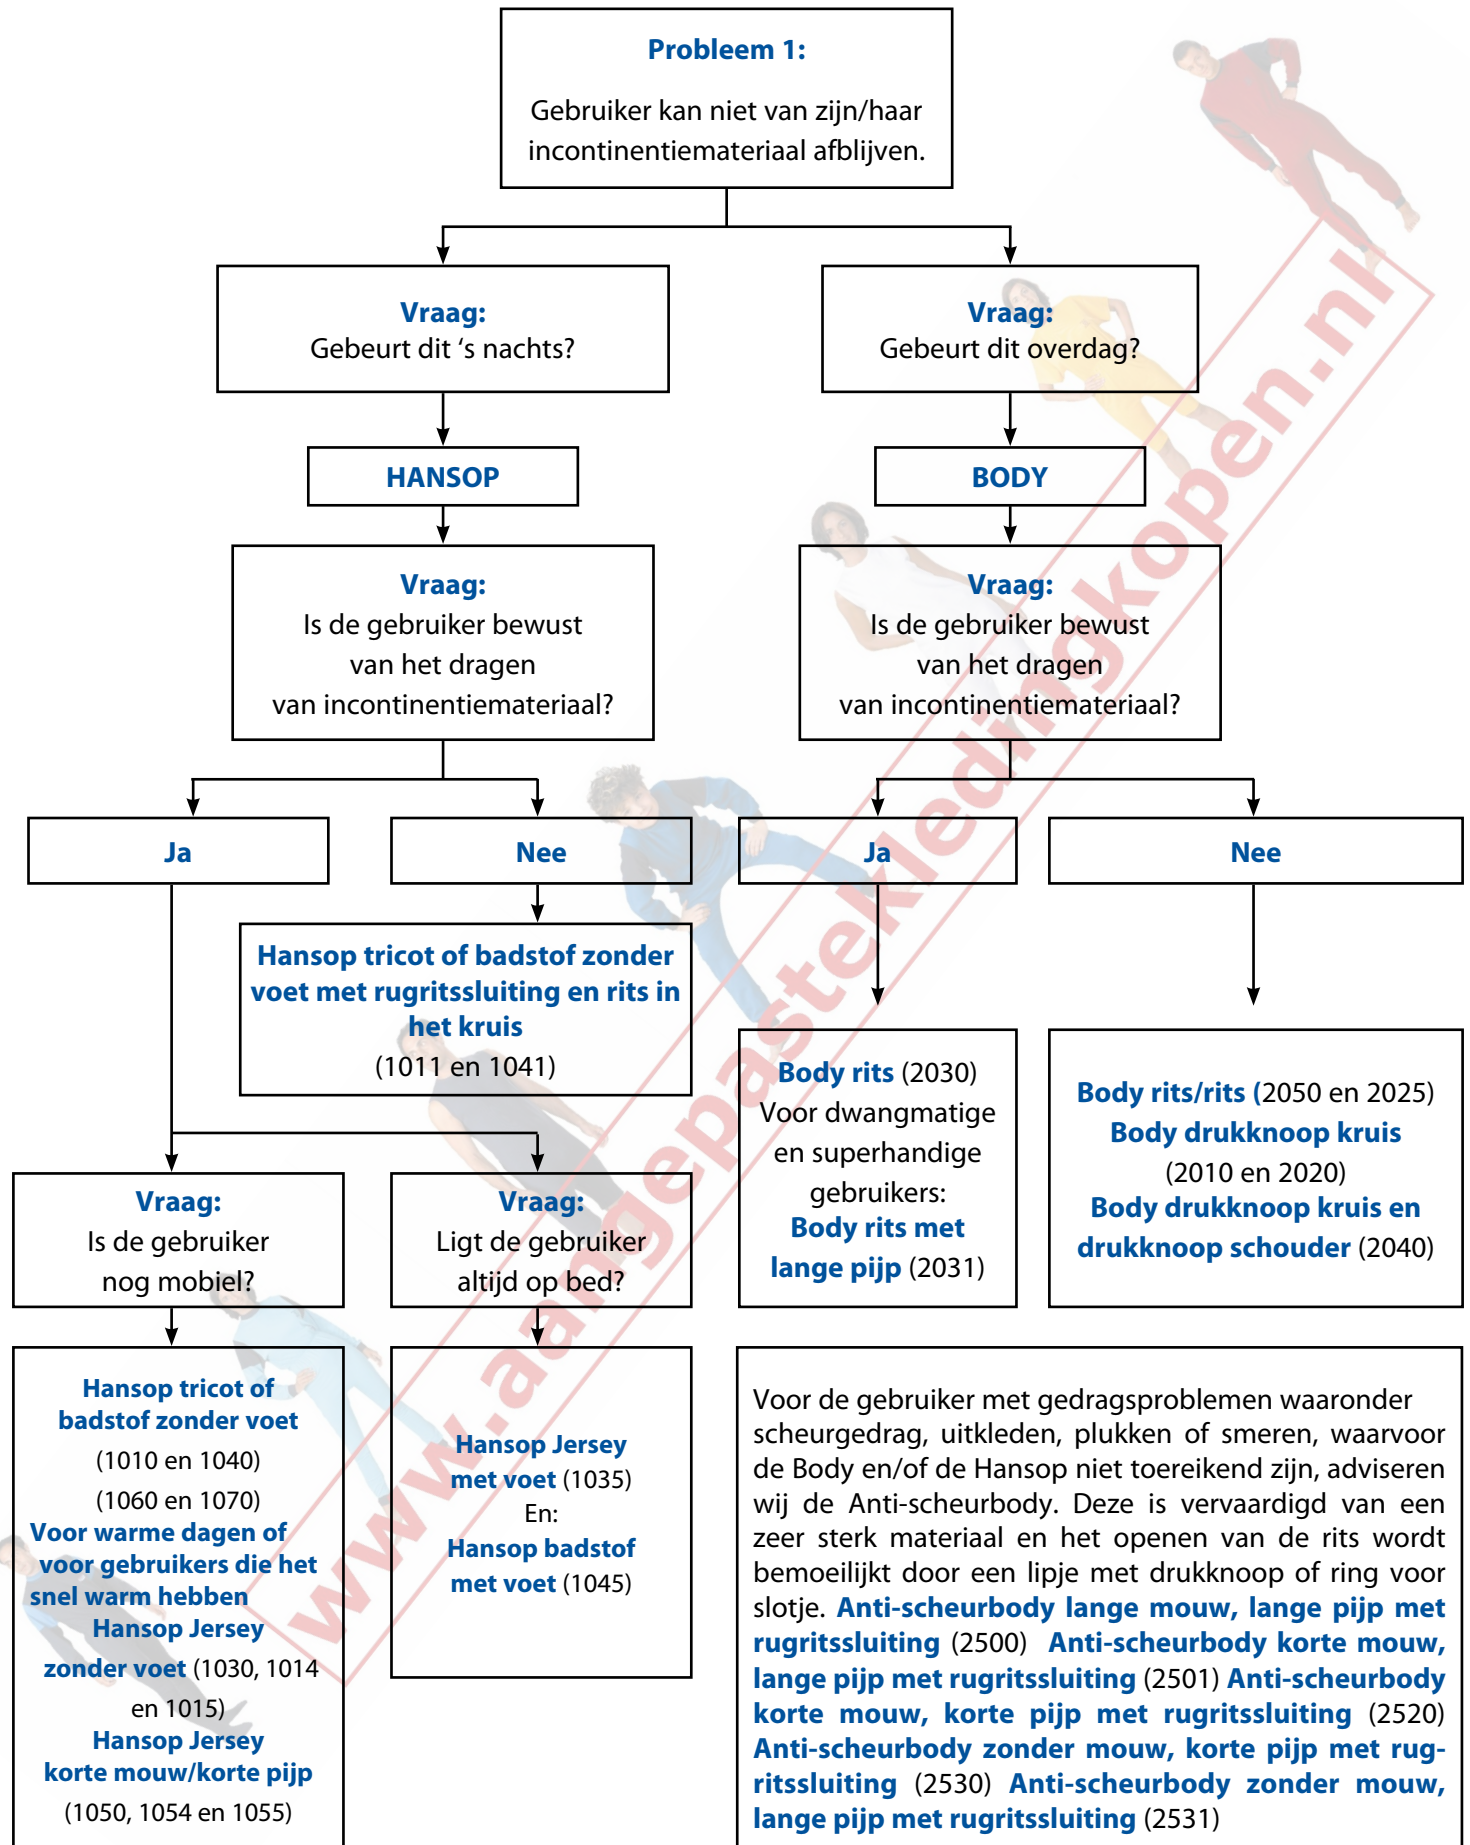 Probleem 1:
Gebruiker kan niet van zijn/haar
incontinentiemateriaal afblijven.
Vraag:
Gebeurt dit ‘s nachts?
Vraag:
Gebeurt dit overdag?
HANSOP
BODY
Vraag:
Is de gebruiker bewust
van het dragen
van incontinentiemateriaal?
Vraag:
Is de gebruiker bewust
van het dragen
van incontinentiemateriaal?
Ja
Nee
Ja
Nee
Hansop tricot of badstof zonder
voet met rugritssluiting en rits in
het kruis
(1011 en 1041)
Body rits (2030)
Voor dwangmatige
en superhandige
gebruikers:
Body rits met
lange pijp (2031)
Body rits/rits (2050 en 2025)
Body drukknoop kruis
(2010 en 2020)
Body drukknoop kruis en
drukknoop schouder (2040)
Vraag:
Is de gebruiker
nog mobiel?
Vraag:
Ligt de gebruiker
altijd op bed?
Hansop tricot of
badstof zonder voet
(1010 en 1040)
(1060 en 1070)
Voor warme dagen of
voor gebruikers die het
snel warm hebben
Hansop Jersey
zonder voet (1030, 1014
en 1015)
Hansop Jersey
korte mouw/korte pijp
(1050, 1054 en 1055)
Hansop Jersey
met voet (1035)
En:
Hansop badstof
met voet (1045)
Voor de gebruiker met gedragsproblemen waaronder
scheurgedrag, uitkleden, plukken of smeren, waarvoor
de Body en/of de Hansop niet toereikend zijn, adviseren
wij de Anti-scheurbody. Deze is vervaardigd van een
zeer sterk materiaal en het openen van de rits wordt
bemoeilijkt door een lipje met drukknoop of ring voor
slotje. Anti-scheurbody lange mouw, lange pijp met
rugritssluiting (2500) Anti-scheurbody korte mouw,
lange pijp met rugritssluiting (2501) Anti-scheurbody
korte mouw, korte pijp met rugritssluiting (2520)
Anti-scheurbody zonder mouw, korte pijp met rug-
ritssluiting (2530) Anti-scheurbody zonder mouw,
lange pijp met rugritssluiting (2531)
www.aangepastekledingkopen.nl